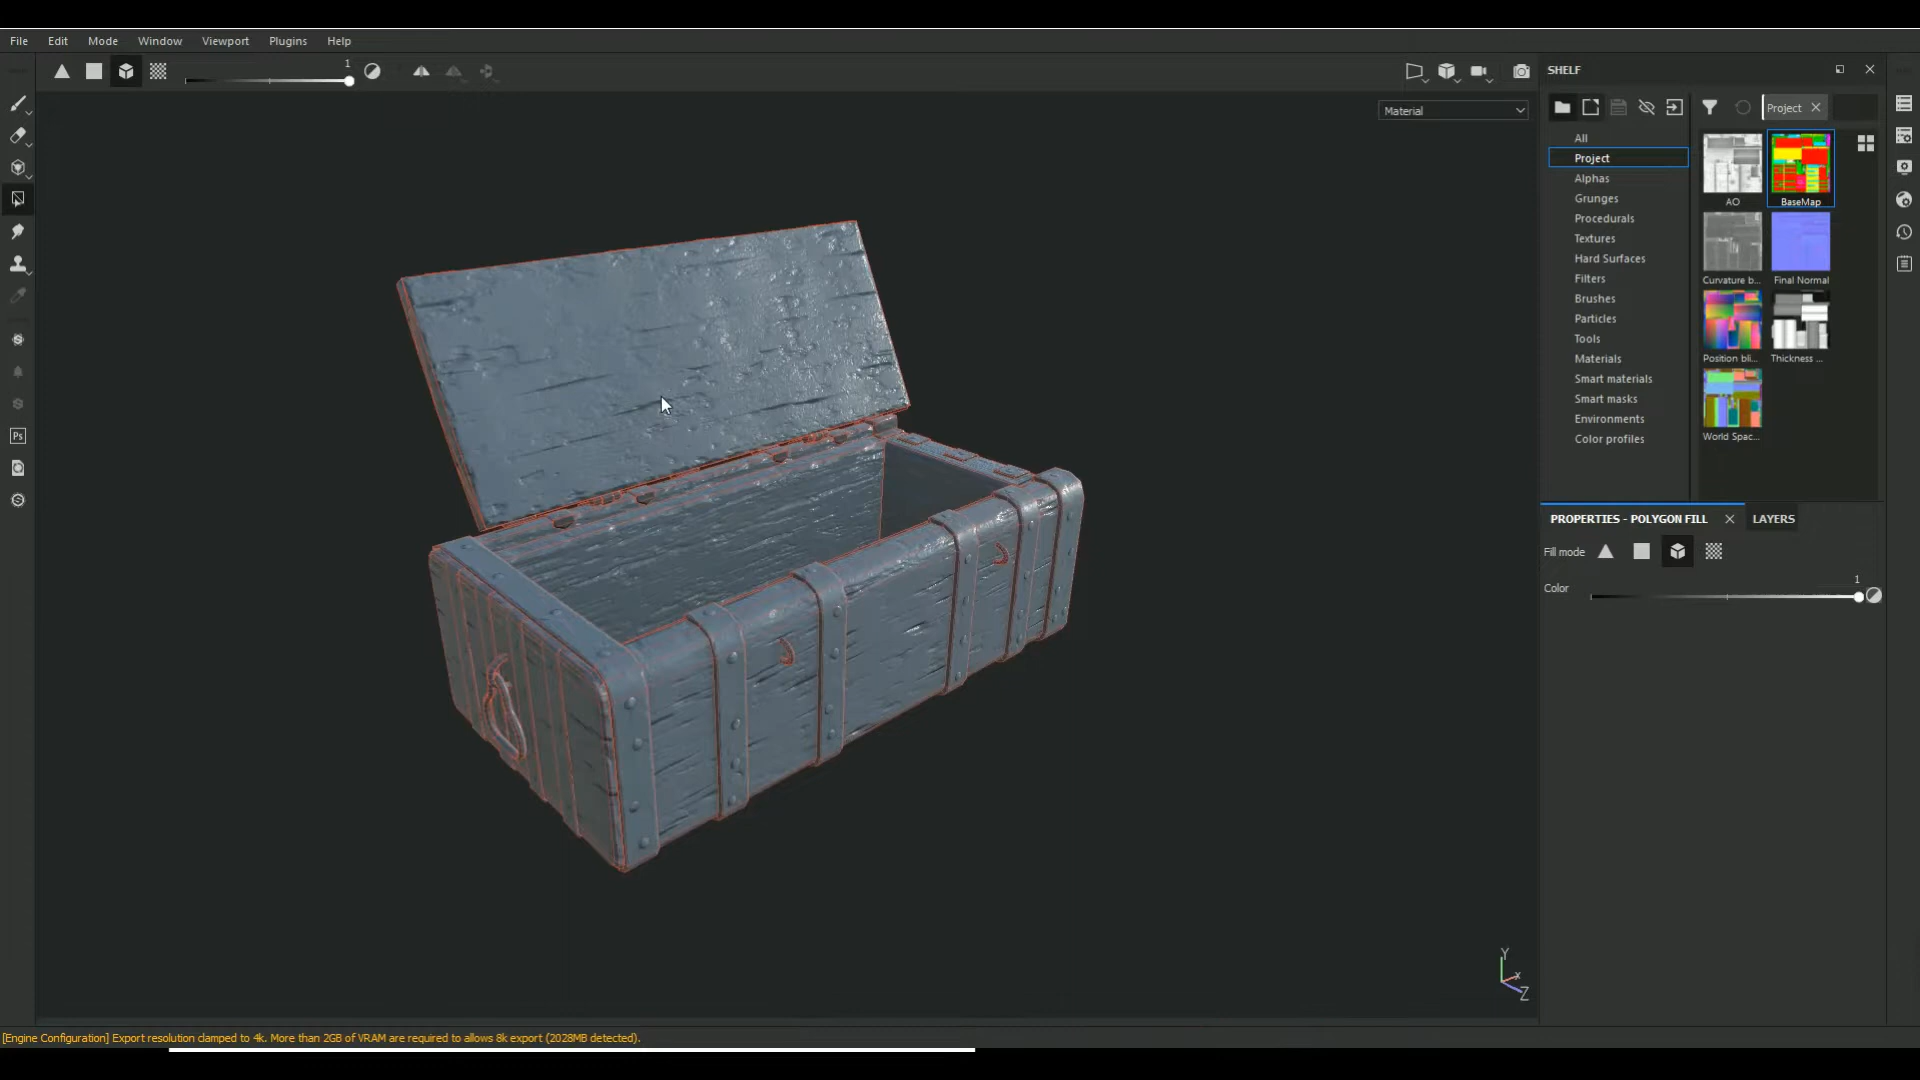 File Edit Mode Window Viewport Plugins Help
1
Material
SHELF
Project
All
Project
Alphas
Grunges
Procedurals
Textures
Hard Surfaces
Filters
Brushes
Particles
Tools
Materials
Smart materials
Smart masks
Environments
Color profiles
AO BaseMap
Curvature b... Final Normal
Position bli... Thickness ...
World Spac...
PROPERTIES - POLYGON FILL LAYERS
Fill mode
Color 1
Ps
Y
X
Z
[Engine Configuration] Export resolution clamped to 4k. More than 2GB of VRAM are required to allows 8k export (2028MB detected).